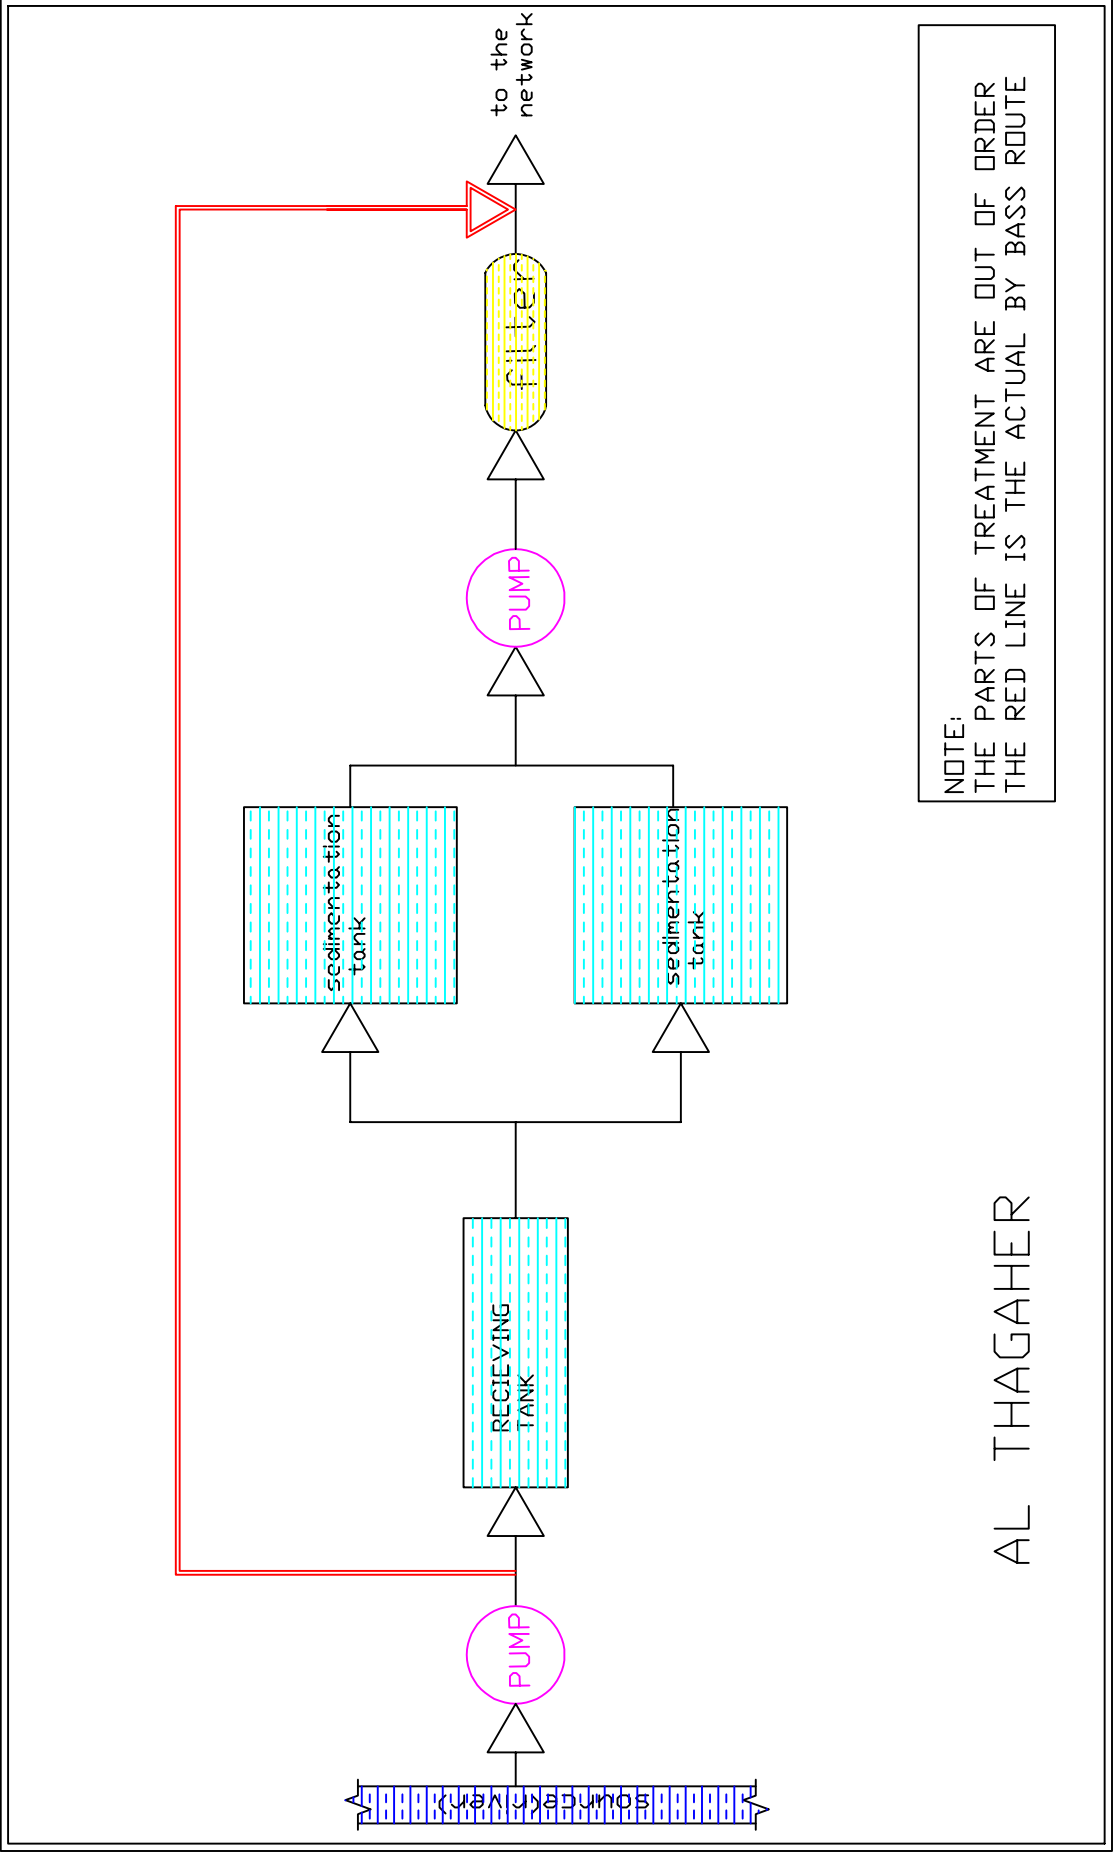 source(river)
PUMP
RECIEVING
TANK
sedimentation
tank
sedimentation
tank
PUMP
filter
to the
network
NOTE:
THE PARTS OF TREATMENT ARE OUT OF ORDER
THE RED LINE IS THE ACTUAL BY BASS ROUTE
AL THAGAHER